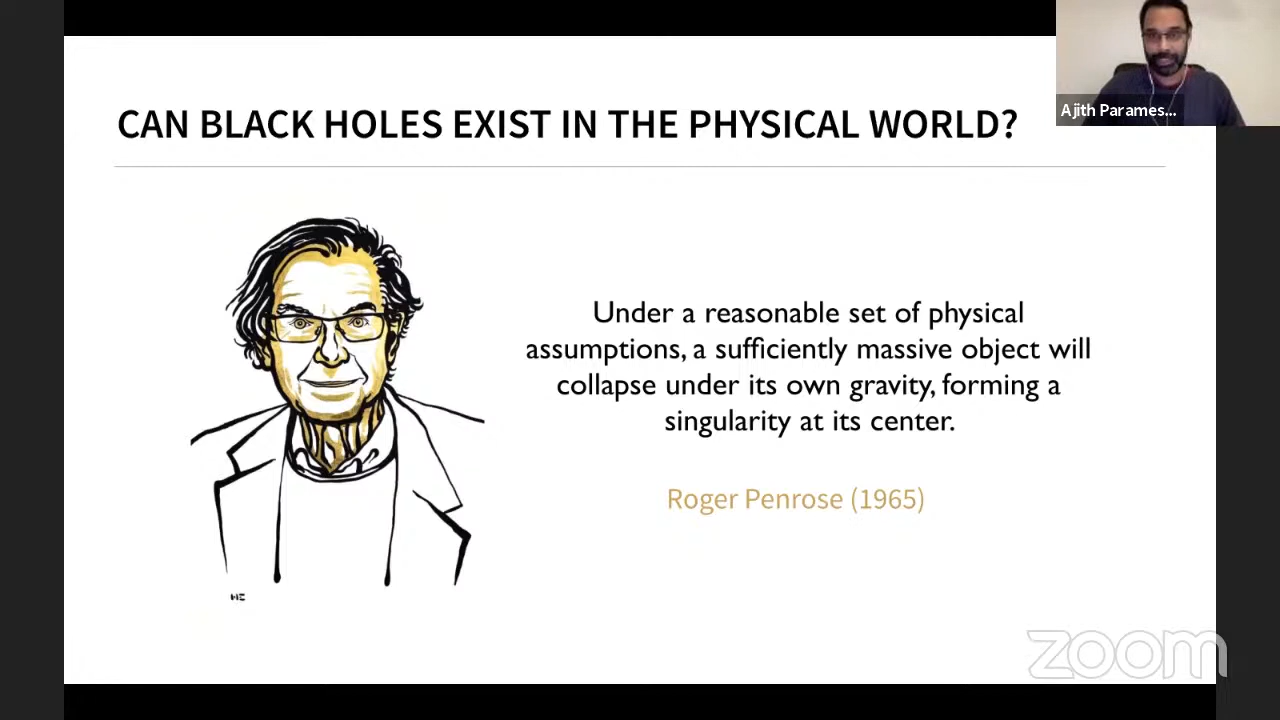 CAN BLACK HOLES EXIST IN THE PHYSICAL WORLD?
Ajith Parames...
Under a reasonable set of physical
assumptions, a sufficiently massive object will
collapse under its own gravity, forming a
singularity at its center.
Roger Penrose (1965)
zoom